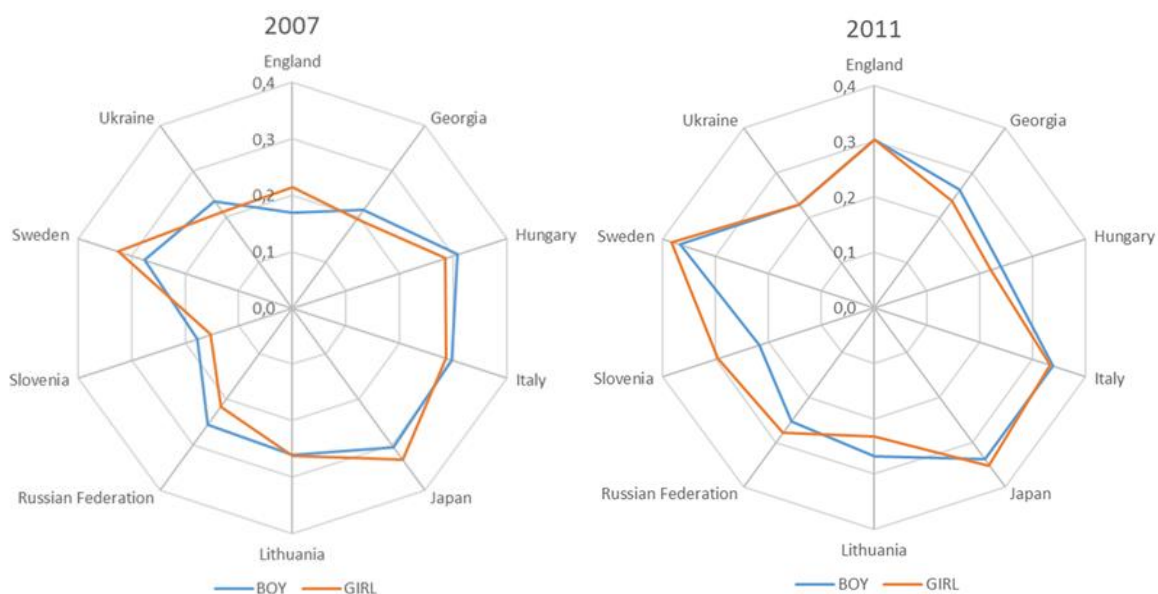 2007
England
0,4
0,3
0,2
0,1
0,0
Georgia
Hungary
Italy
Japan
Lithuania
Russian Federation
Slovenia
Sweden
Ukraine
BOY GIRL
2011
England
0,4
0,3
0,2
0,1
0,0
Georgia
Hungary
Italy
Japan
Lithuania
Russian Federation
Slovenia
Sweden
Ukraine
BOY GIRL